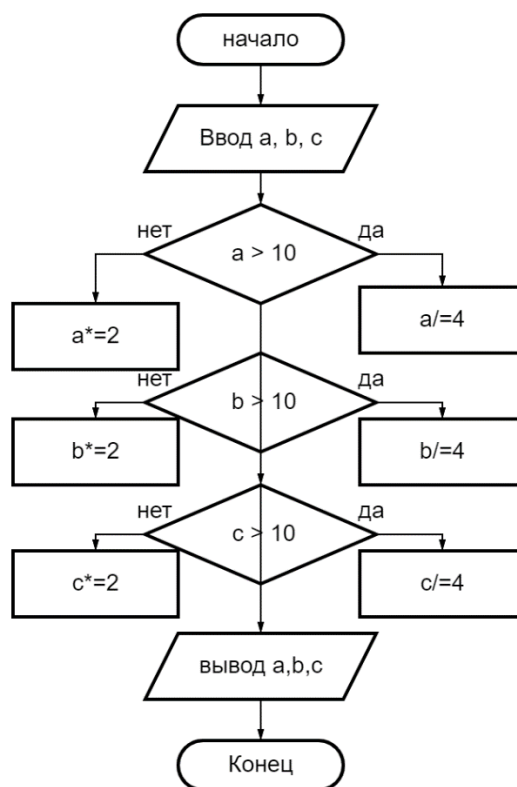 начало
Ввод a, b, c
нет
да
a > 10
a*=2
a/=4
нет
да
b > 10
b*=2
b/=4
нет
да
c > 10
c*=2
c/=4
вывод a,b,c
Конец